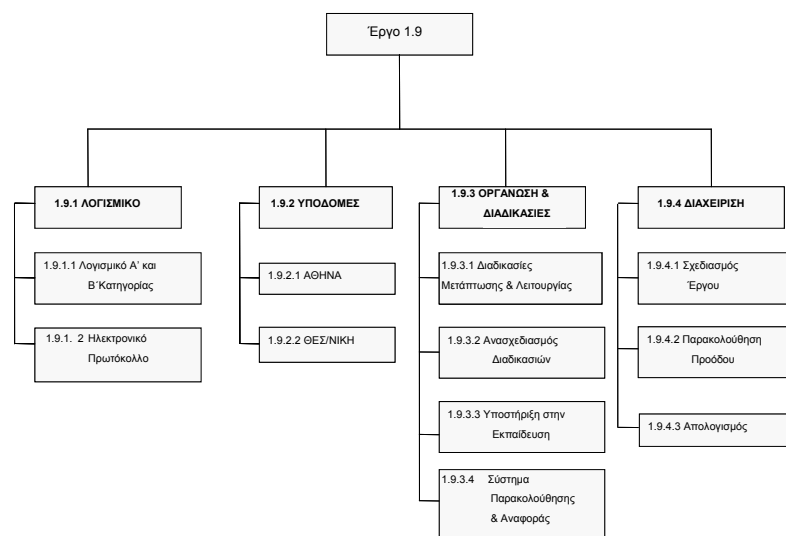 Έργο 1.9
1.9.1 ΛΟΓΙΣΜΙΚΟ
1.9.1.1 Λογισμικό Α' και
Β΄Κατηγορίας
1.9.1. 2 Ηλεκτρονικό
Πρωτόκολλο
1.9.2 ΥΠΟΔΟΜΕΣ
1.9.2.1 ΑΘΗΝΑ
1.9.2.2 ΘΕΣ/ΝΙΚΗ
1.9.3 ΟΡΓΑΝΩΣΗ &
ΔΙΑΔΙΚΑΣΙΕΣ
1.9.3.1 Διαδικασίες
Μετάπτωσης & Λειτουργίας
1.9.3.2 Ανασχεδιασμός
Διαδικασιών
1.9.3.3 Υποστήριξη στην
Εκπαίδευση
1.9.3.4 Σύστημα
Παρακολούθησης
& Αναφοράς
1.9.4 ΔΙΑΧΕΙΡΙΣΗ
1.9.4.1 Σχεδιασμός
Έργου
1.9.4.2 Παρακολούθηση
Προόδου
1.9.4.3 Απολογισμός